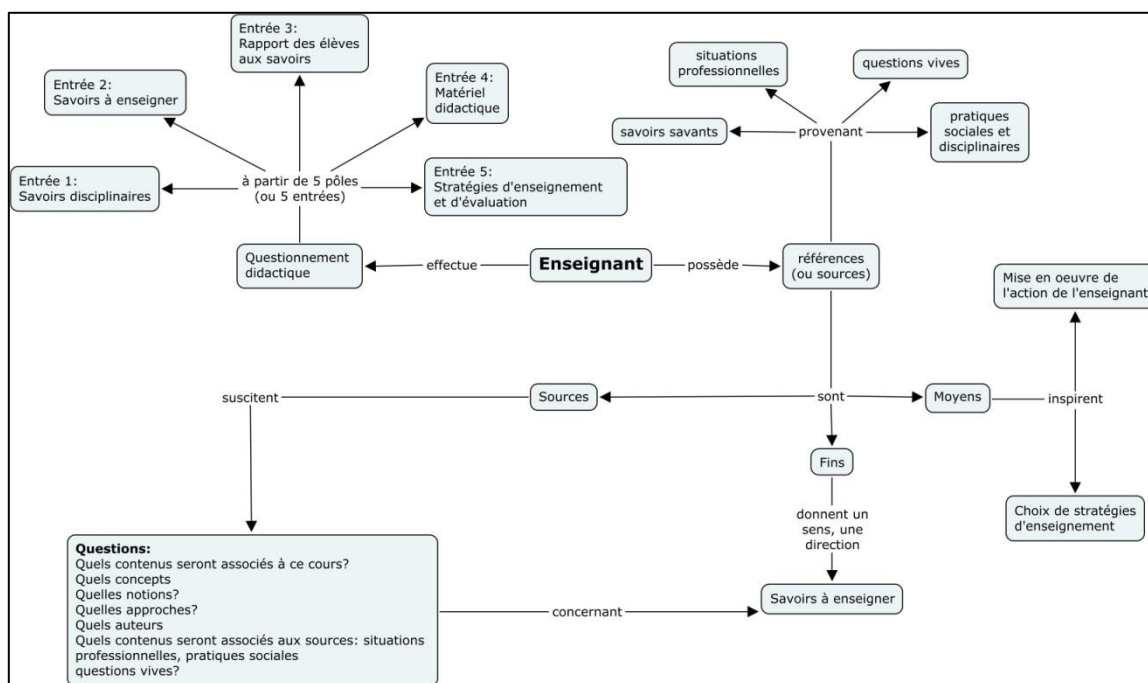 Entrée 3:
Rapport des élèves
aux savoirs
Entrée 2:
Savoirs à enseigner
Entrée 4:
Matériel
didactique
Entrée 1:
Savoirs disciplinaires
à partir de 5 pôles
(ou 5 entrées)
Entrée 5:
Stratégies d'enseignement
et d'évaluation
Questionnement
didactique
effectue
Enseignant
possède
références
(ou sources)
situations
professionnelles
questions vives
savoirs savants
provenant
pratiques
sociales et
disciplinaires
Mise en oeuvre de
l'action de l'enseignant
suscitent
Sources
sont
Moyens
inspirent
Fins
Choix de stratégies
d'enseignement
donnent un
sens, une
direction
Questions:
Quels contenus seront associés à ce cours?
Quels concepts
Quelles notions?
Quelles approches?
Quels auteurs
Quels contenus seront associés aux sources: situations
professionnelles, pratiques sociales
questions vives?
concernant
Savoirs à enseigner